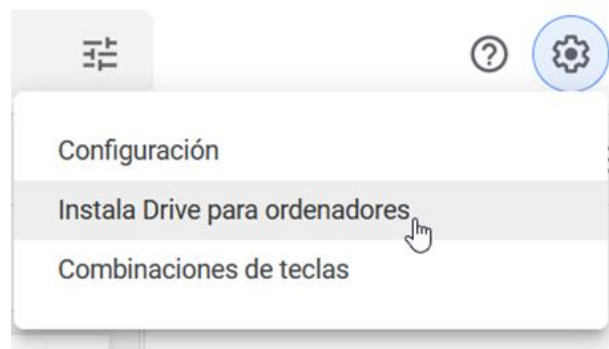 Configuración
Instala Drive para ordenadores
Combinaciones de teclas